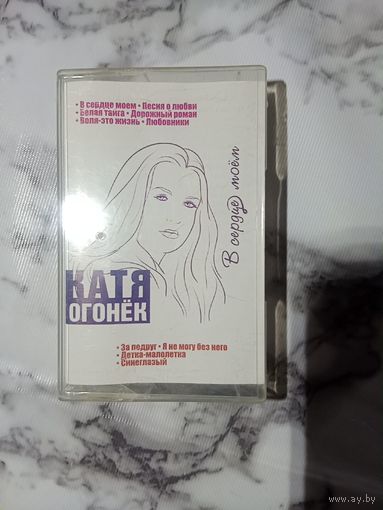 • В сердце моем • Песня о любви
• Белая тайга • Дорожный роман
• Воля-это жизнь • Любовники
В сердце моём
КАТЯ
ОГОНЁК
• За подруг • Я не могу без него
• Детка-малолетка
• Синеглазый
www.ay.by